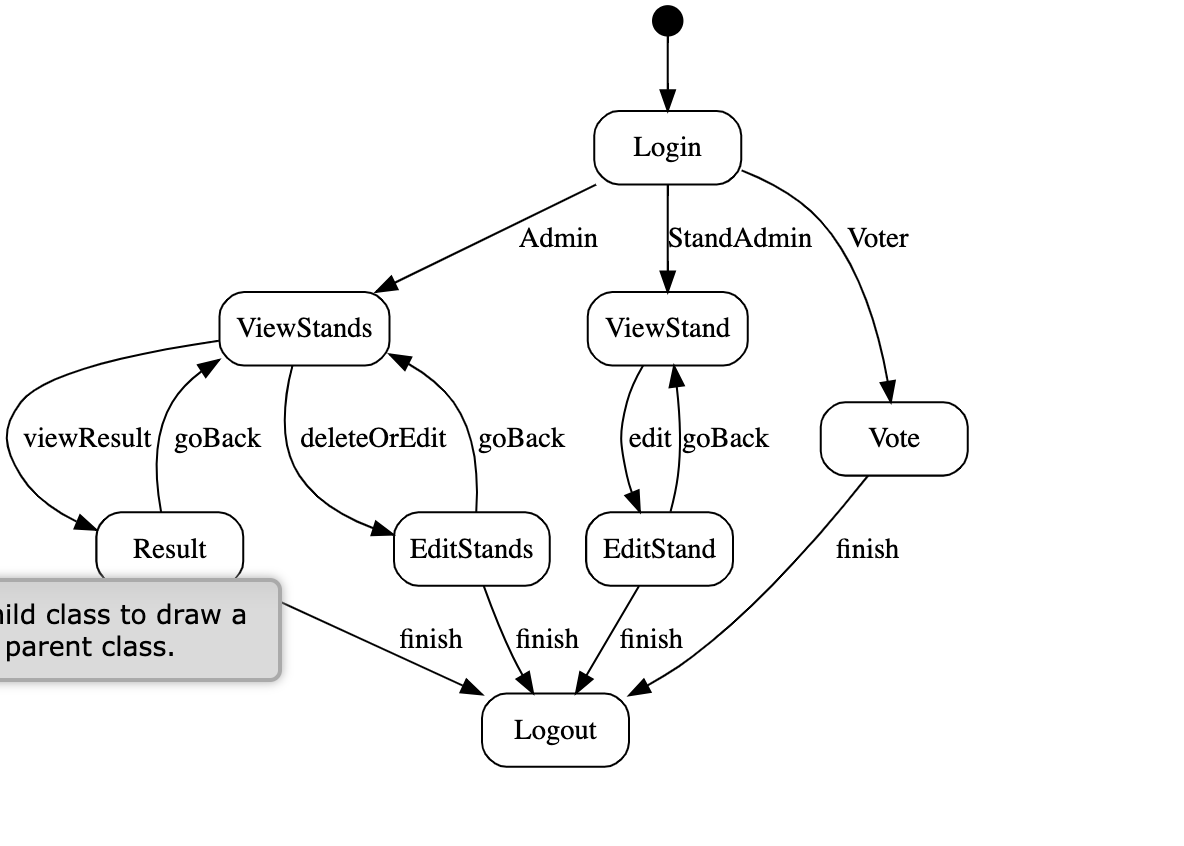 Login
Admin
StandAdmin
Voter
ViewStands
ViewStand
viewResult
goBack
deleteOrEdit
goBack
edit
goBack
Vote
Result
EditStands
EditStand
finish
class to draw a
parent class.
finish
finish
finish
Logout